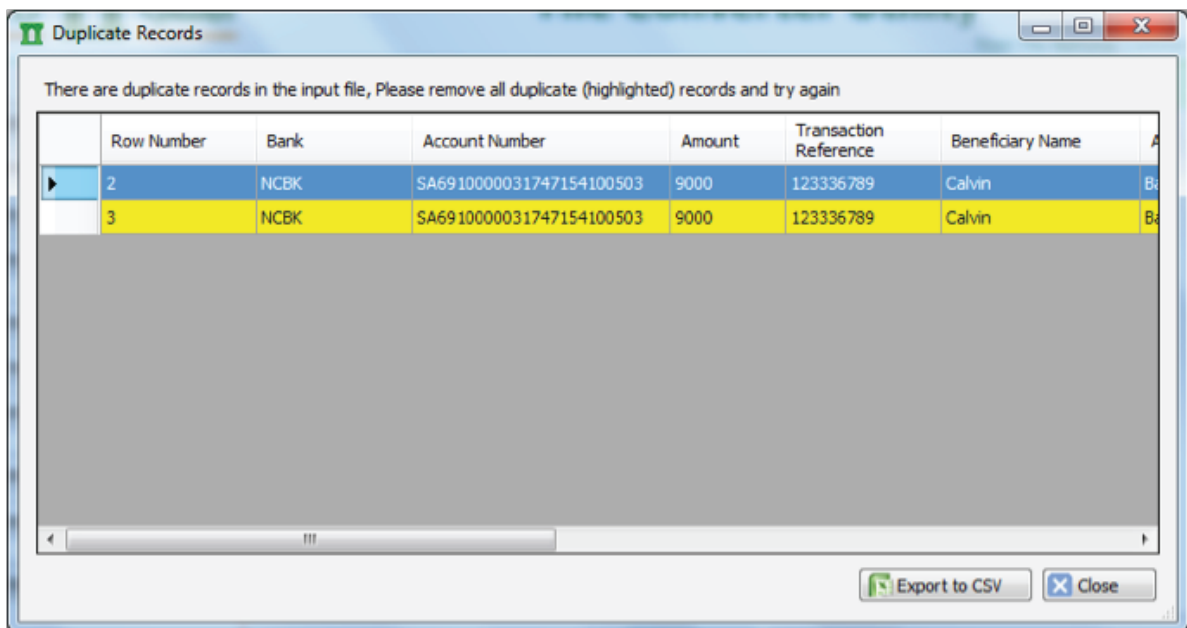 Duplicate Records
There are duplicate records in the input file, Please remove all duplicate (highlighted) records and try again
Row Number Bank Account Number Amount Transaction Reference Beneficiary Name A
2 NCBK SA6910000031747154100503 9000 123336789 Calvin Ba
3 NCBK SA6910000031747154100503 9000 123336789 Calvin Ba
Export to CSV Close